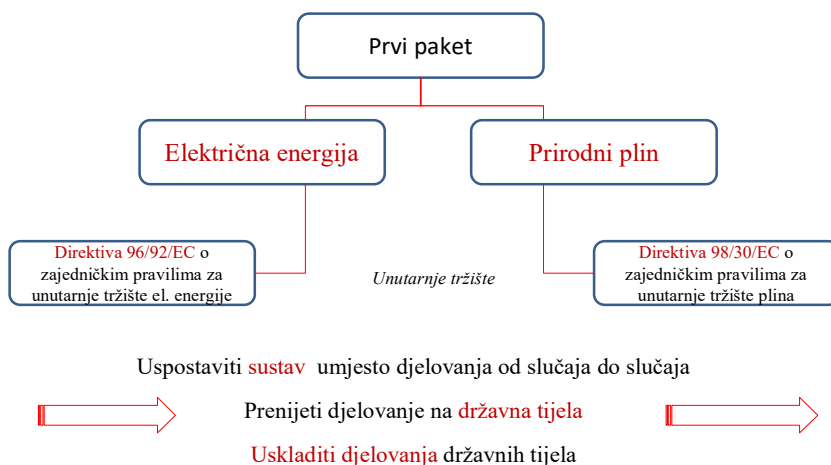 Prvi paket
Električna energija
Prirodni plin
Direktiva 96/92/EC o
zajedničkim pravilima za
unutarnje tržište el. energije
Unutarnje tržište
Direktiva 98/30/EC o
zajedničkim pravilima za
unutarnje tržište plina
Uspostaviti sustav umjesto djelovanja od slučaja do slučaja
Prenijeti djelovanje na državna tijela
Uskladiti djelovanja državnih tijela